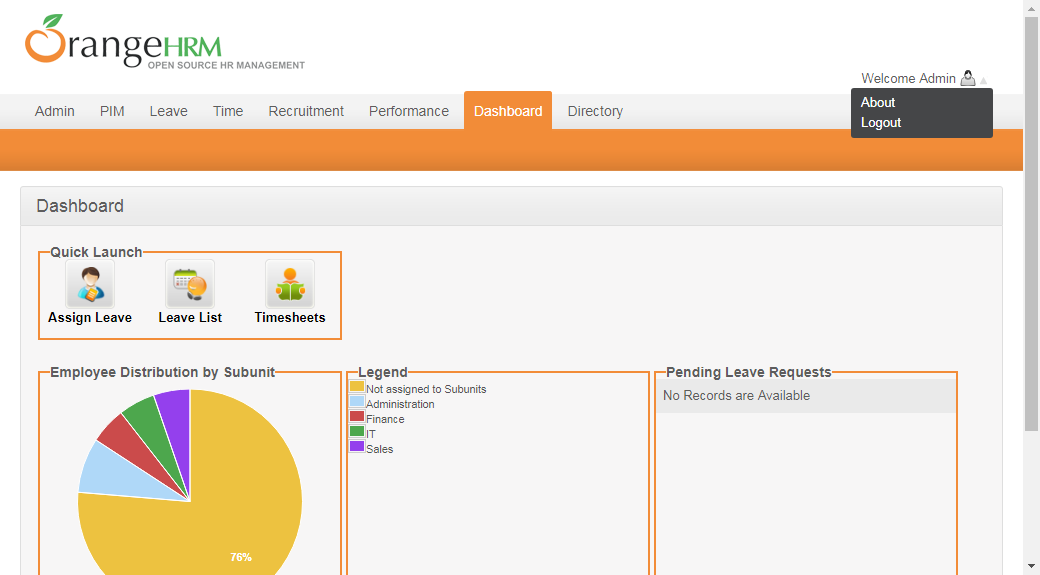 OrangeHRM
OPEN SOURCE HR MANAGEMENT
Welcome Admin
About
Logout
Admin PIM Leave Time Recruitment Performance Dashboard Directory
Dashboard
Quick Launch
Assign Leave Leave List Timesheets
Employee Distribution by Subunit
76%
Legend
Not assigned to Subunits
Administration
Finance
IT
Sales
Pending Leave Requests
No Records are Available